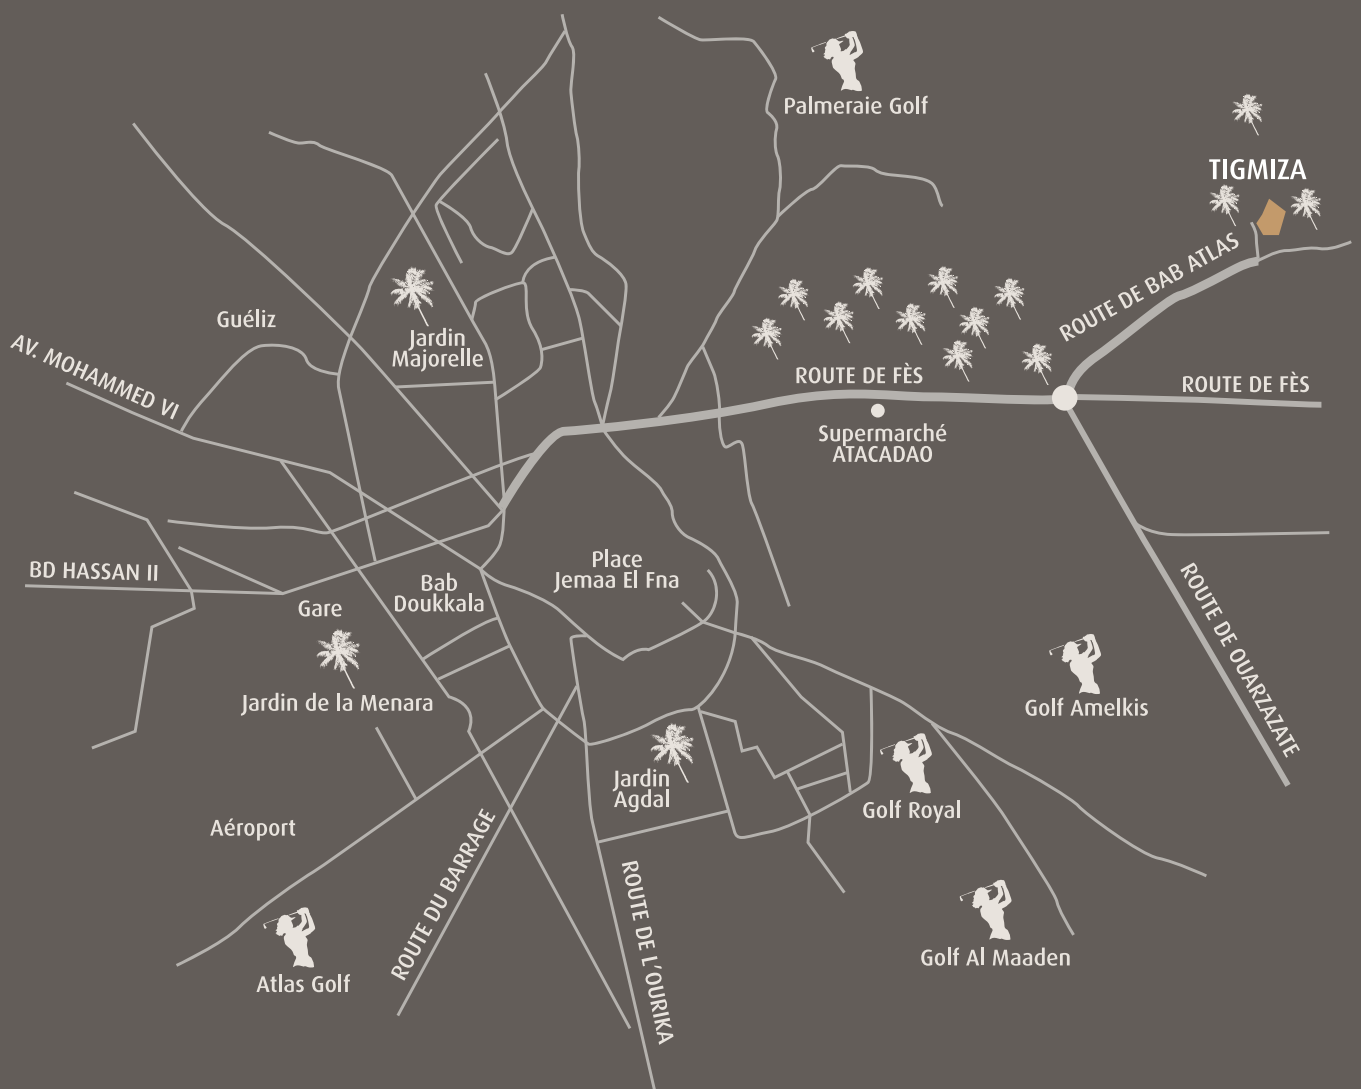 Palmeraie Golf
TIGMIZA
ROUTE DE BAB ATLAS
Guéliz
Jardin
Majorelle
AV. MOHAMMED VI
ROUTE DE FÈS
ROUTE DE FÈS
Supermarché
ATACADAO
BD HASSAN II
Place
Jemaa El Fna
Bab
Doukkala
Gare
ROUTE DE OUARZAZATE
Jardin de la Menara
Golf Amelkis
Jardin
Agdal
Golf Royal
Aéroport
ROUTE DU BARRAGE
ROUTE DE L'OURIKA
Golf Al Maaden
Atlas Golf